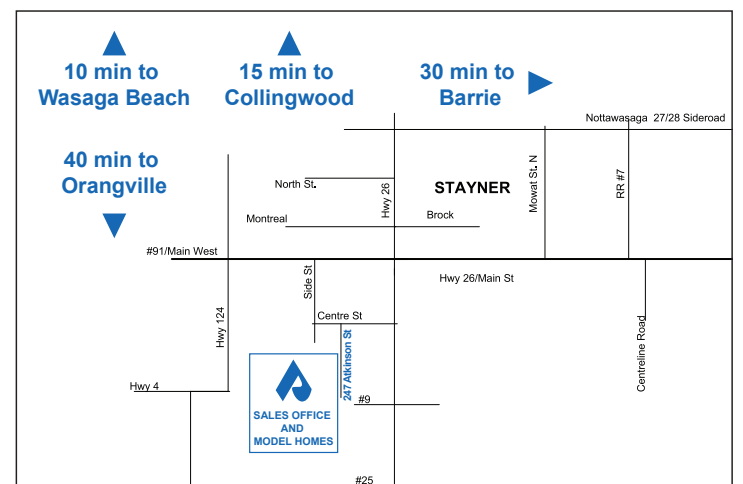 10 min to
Wasaga Beach
15 min to
Collingwood
30 min to
Barrie
Nottawasaga 27/28 Sideroad
40 min to
Orangville
North St.
Hwy 26
STAYNER
Mowat St. N
RR #7
Montreal
Brock
#91/Main West
Side St
Hwy 26/Main St
Hwy 124
Centre St
247 Atkinson St
Centreline Road
Hwy 4
#9
SALES OFFICE
AND
MODEL HOMES
#25